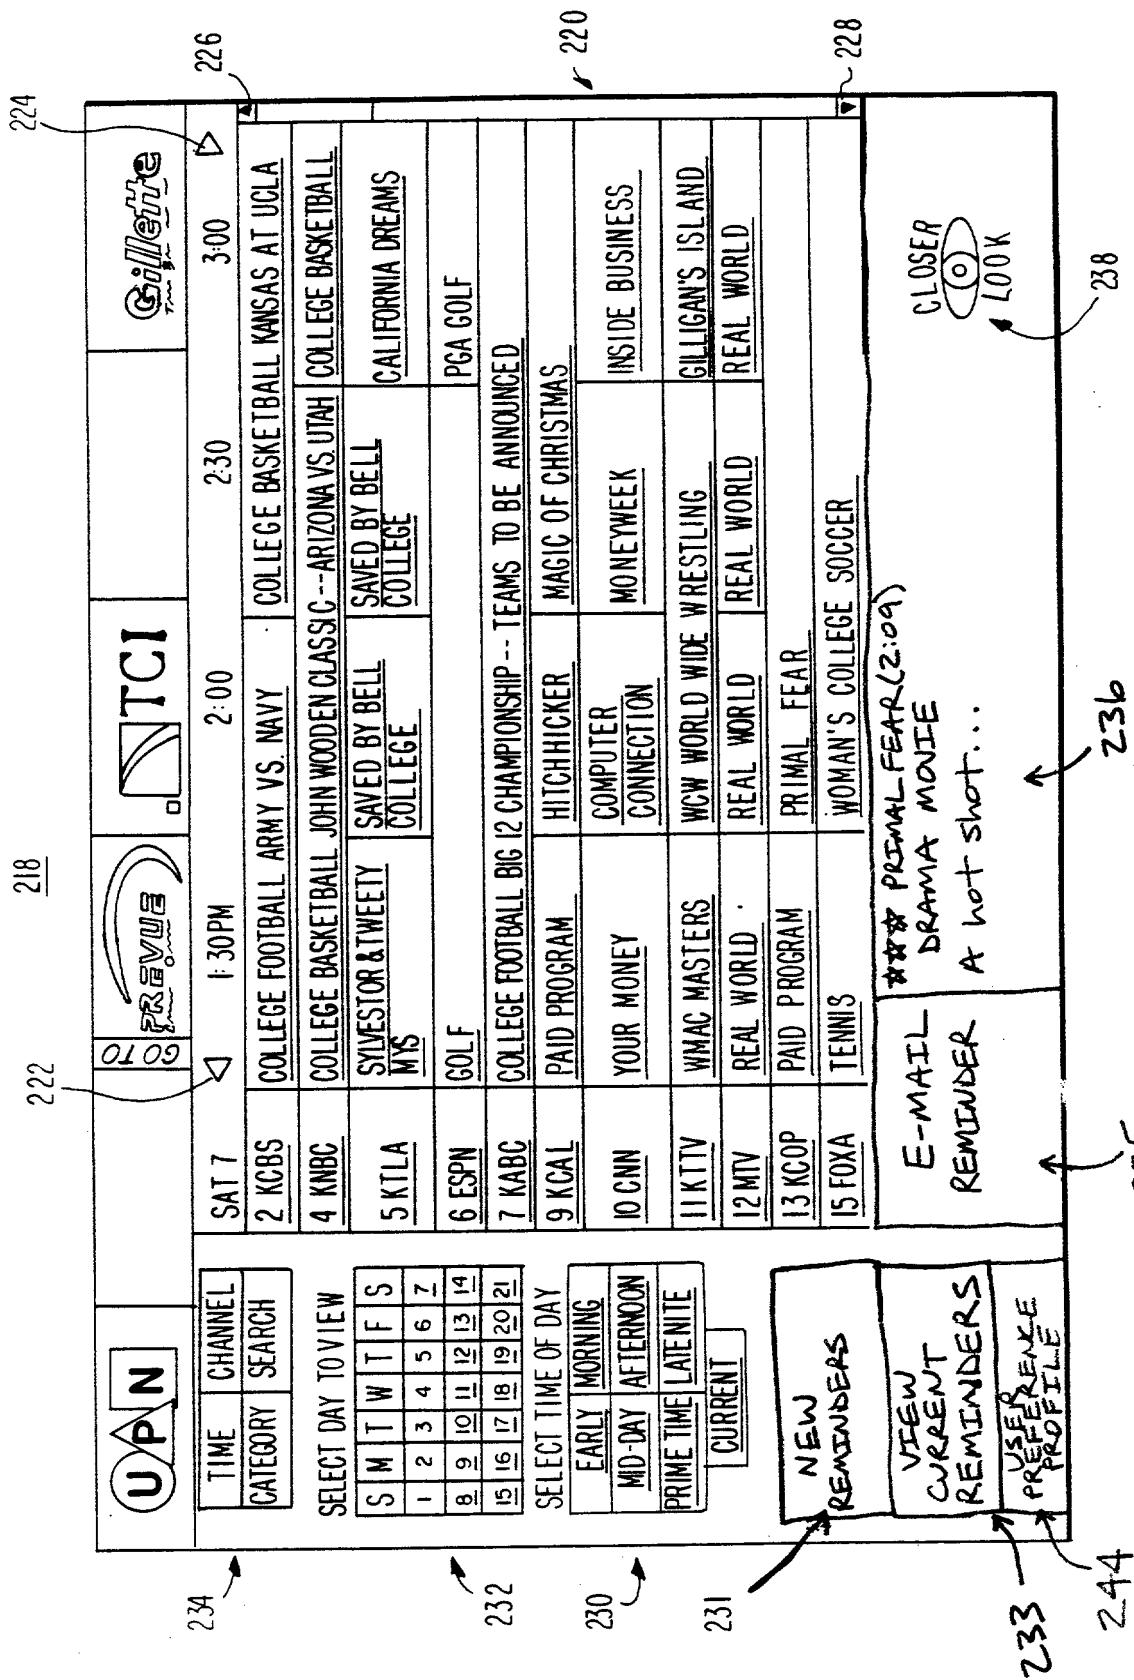 218
222
224
UPN
GO TO
PREVUE
TCI
Gillette
SAT 7 1:30PM 2:00 2:30 3:00
226
234
TIME CHANNEL
CATEGORY SEARCH
2 KCBS COLLEGE FOOTBALL ARMY VS. NAVY COLLEGE BASKETBALL KANSAS AT UCLA
4 KNBC COLLEGE BASKETBALL JOHN WOODEN CLASSIC--ARIZONA VS. UTAH COLLEGE BASKETBALL
5 KTLA SYLVESTOR & TWEETY MYS SAVED BY BELL COLLEGE SAVED BY BELL COLLEGE CALIFORNIA DREAMS
6 ESPN GOLF PGA GOLF
7 KABC COLLEGE FOOTBALL BIG 12 CHAMPIONSHIP -- TEAMS TO BE ANNOUNCED
9 KCAL PAID PROGRAM HITCHHICKER MAGIC OF CHRISTMAS
10 CNN YOUR MONEY COMPUTER CONNECTION MONEYWEEK INSIDE BUSINESS
11 KTTV WMAC MASTERS WCW WORLD WIDE WRESTLING GILLIGAN'S ISLAND
12 MTV REAL WORLD REAL WORLD REAL WORLD REAL WORLD
13 KCOP PAID PROGRAM PRIMAL FEAR
15 FOXA TENNIS WOMAN'S COLLEGE SOCCER
220
228
SELECT DAY TO VIEW
S M T W T F S
1 2 3 4 5 6 7
8 9 10 11 12 13 14
15 16 17 18 19 20 21
232
SELECT TIME OF DAY
EARLY MORNING
MID-DAY AFTERNOON
PRIME TIME LATENITE
CURRENT
230
231
NEW
REMINDERS
VIEW
CURRENT
REMINDERS
USER
PREFERENCE
PROFILE
233
244
E-MAIL
REMINDER
*** PRIMAL FEAR (2:09)
DRAMA MOVIE
A hot shot...
236
CLOSER
LOOK
238